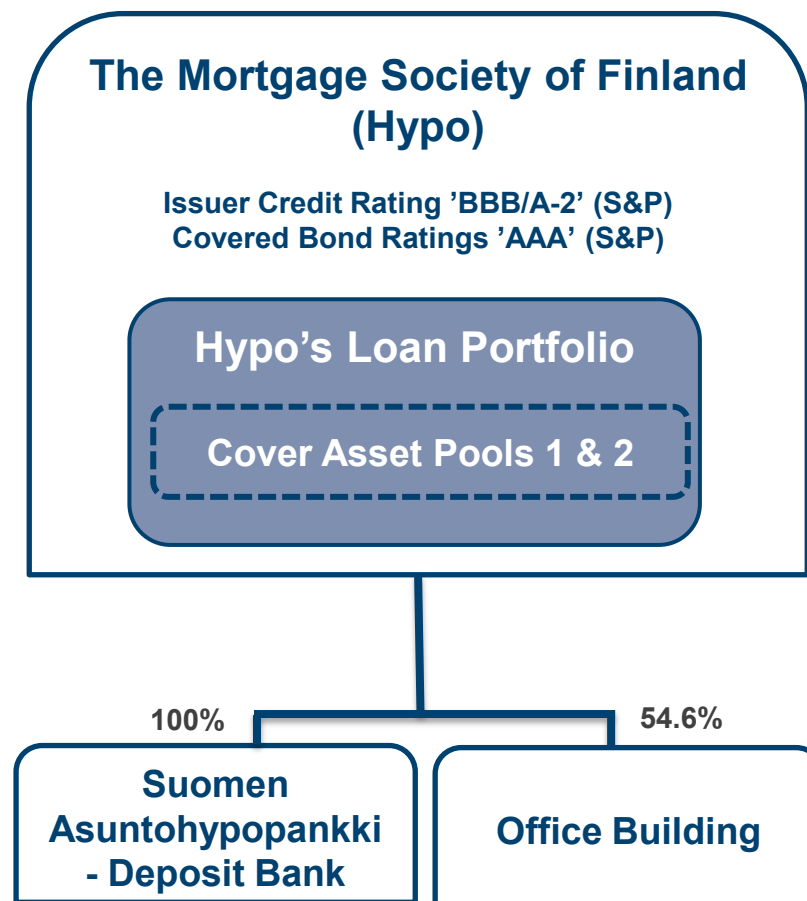 The Mortgage Society of Finland
(Hypo)
Issuer Credit Rating ’BBB/A-2’ (S&P)
Covered Bond Ratings ’AAA’ (S&P)
Hypo’s Loan Portfolio
Cover Asset Pools 1 & 2
100%
54.6%
Suomen
Asuntohypopankki
- Deposit Bank
Office Building